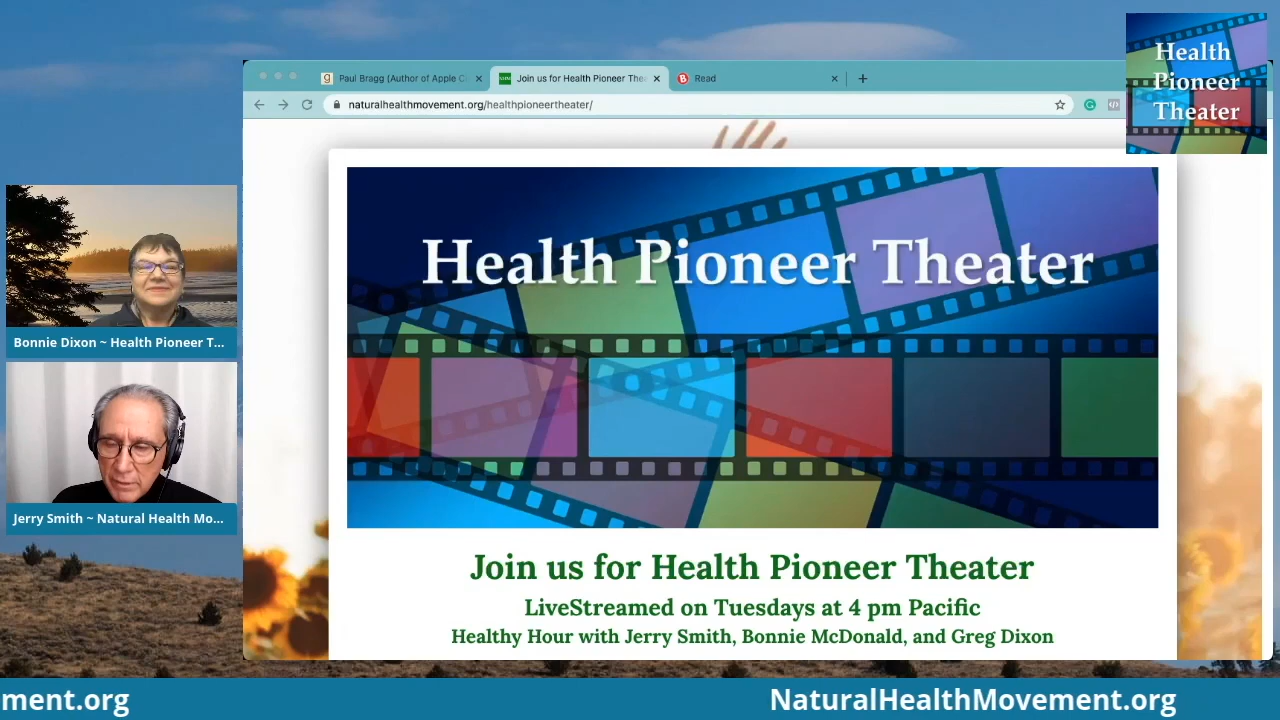 Paul Bragg (Author of Apple Ci
Join us for Health Pioneer Thea
Read
naturalhealthmovement.org/healthpioneertheater/
Health
Pioneer
Theater
Health Pioneer Theater
Bonnie Dixon ~ Health Pioneer T...
Jerry Smith ~ Natural Health Mo...
Join us for Health Pioneer Theater
LiveStreamed on Tuesdays at 4 pm Pacific
Healthy Hour with Jerry Smith, Bonnie McDonald, and Greg Dixon
ment.org
NaturalHealthMovement.org